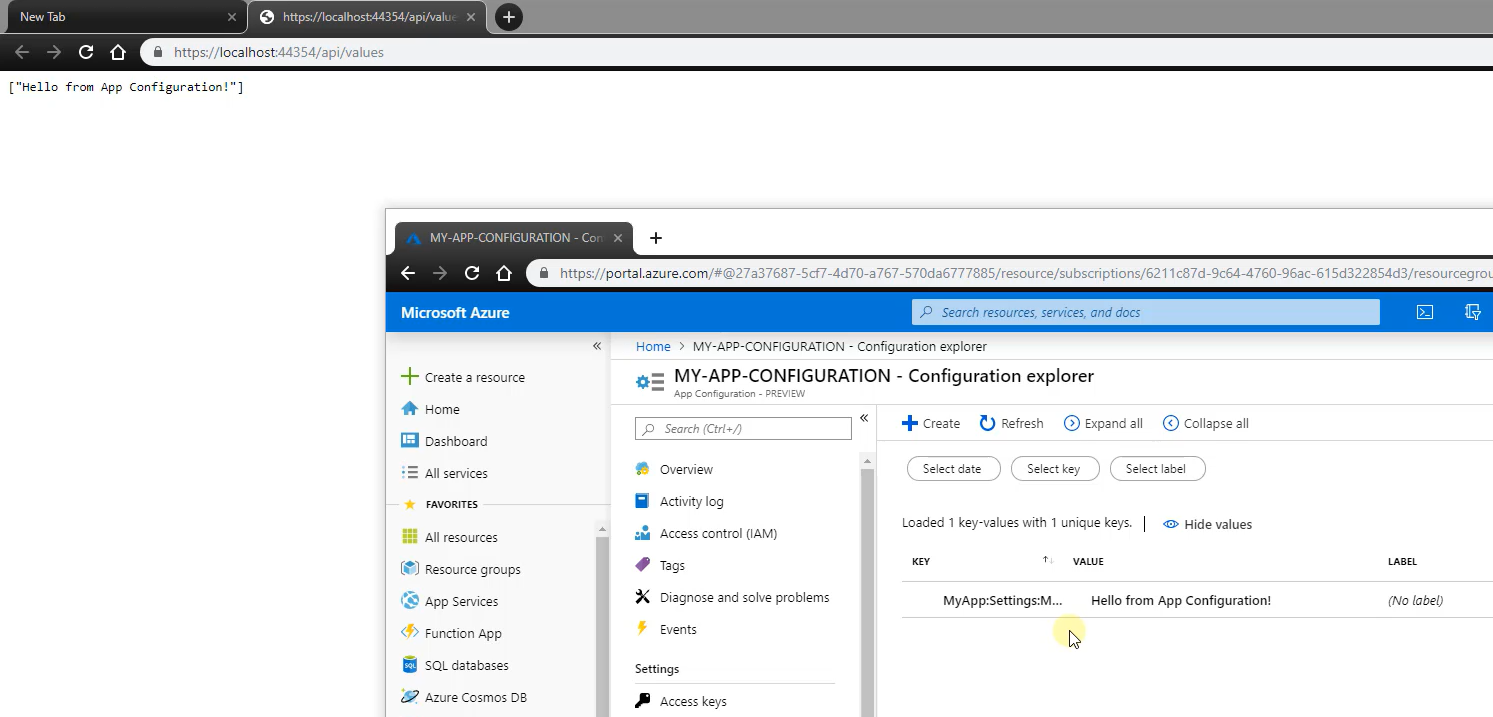 New Tab
https://localhost:44354/api/value
https://localhost:44354/api/values
["Hello from App Configuration!"]
MY-APP-CONFIGURATION - Con
https://portal.azure.com/#@27a37687-5cf7-4d70-a767-570da6777885/resource/subscriptions/6211c87d-9c64-4760-96ac-615d322854d3/resourcegrou
Microsoft Azure
Search resources, services, and docs
Create a resource
Home
Dashboard
All services
FAVORITES
All resources
Resource groups
App Services
Function App
SQL databases
Azure Cosmos DB
Home > MY-APP-CONFIGURATION - Configuration explorer
MY-APP-CONFIGURATION - Configuration explorer
App Configuration - PREVIEW
Search (Ctrl+/)
Overview
Activity log
Access control (IAM)
Tags
Diagnose and solve problems
Events
Settings
Access keys
Create Refresh Expand all Collapse all
Select date Select key Select label
Loaded 1 key-values with 1 unique keys. Hide values
KEY VALUE LABEL
MyApp:Settings:M... Hello from App Configuration! (No label)